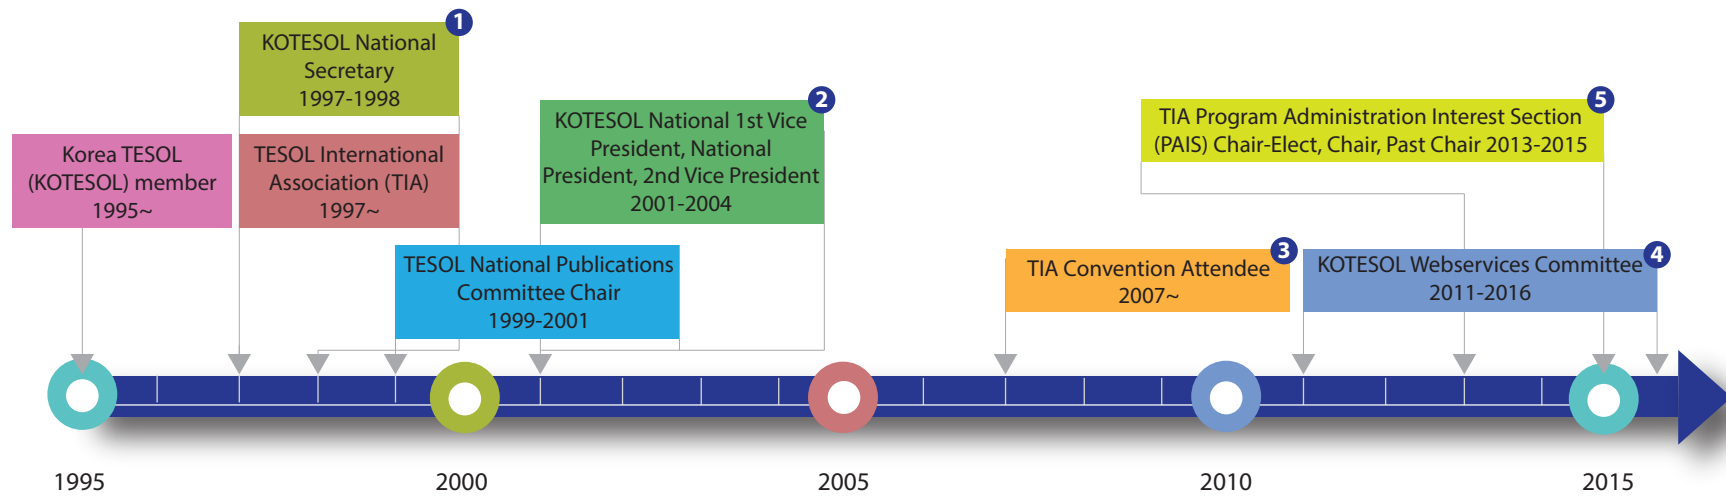 1
KOTESOL National
Secretary
1997-1998
Korea TESOL
(KOTESOL) member
1995~
TESOL International
Association (TIA)
1997~
2
KOTESOL National 1st Vice
President, National
President, 2nd Vice President
2001-2004
TESOL National Publications
Committee Chair
1999-2001
3
TIA Convention Attendee
2007~
5
TIA Program Administration Interest Section
(PAIS) Chair-Elect, Chair, Past Chair 2013-2015
4
KOTESOL Webservices Committee
2011-2016
1995
2000
2005
2010
2015